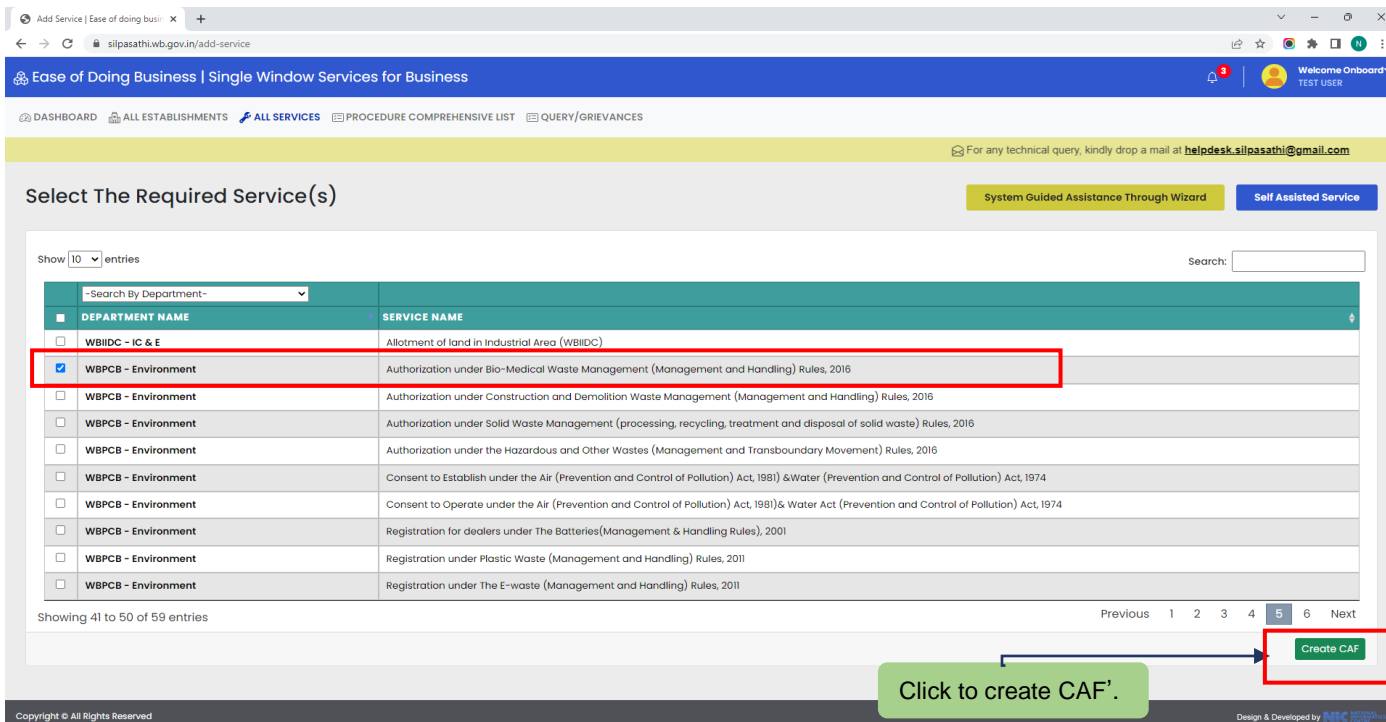 Add Service | Ease of doing busin
silpasathi.wb.gov.in/add-service
N
Ease of Doing Business | Single Window Services for Business
3
Welcome Onboard
TEST USER
DASHBOARD ALL ESTABLISHMENTS ALL SERVICES PROCEDURE COMPREHENSIVE LIST QUERY/GRIEVANCES
For any technical query, kindly drop a mail at helpdesk.silpasathi@gmail.com
Select The Required Service(s)
System Guided Assistance Through Wizard
Self Assisted Service
Show 10 entries
Search:
-Search By Department-
DEPARTMENT NAME SERVICE NAME
WBIIDC - IC & E Allotment of land in Industrial Area (WBIIDC)
WBPCB - Environment Authorization under Bio-Medical Waste Management (Management and Handling) Rules, 2016
WBPCB - Environment Authorization under Construction and Demolition Waste Management (Management and Handling) Rules, 2016
WBPCB - Environment Authorization under Solid Waste Management (processing, recycling, treatment and disposal of solid waste) Rules, 2016
WBPCB - Environment Authorization under the Hazardous and Other Wastes (Management and Transboundary Movement) Rules, 2016
WBPCB - Environment Consent to Establish under the Air (Prevention and Control of Pollution) Act, 1981) &Water (Prevention and Control of Pollution) Act, 1974
WBPCB - Environment Consent to Operate under the Air (Prevention and Control of Pollution) Act, 1981)& Water Act (Prevention and Control of Pollution) Act, 1974
WBPCB - Environment Registration for dealers under The Batteries(Management & Handling Rules), 2001
WBPCB - Environment Registration under Plastic Waste (Management and Handling) Rules, 2011
WBPCB - Environment Registration under The E-waste (Management and Handling) Rules, 2011
Showing 41 to 50 of 59 entries
Previous 1 2 3 4 5 6 Next
Create CAF
Click to create CAF’.
Copyright © All Rights Reserved
Design & Developed by NIC